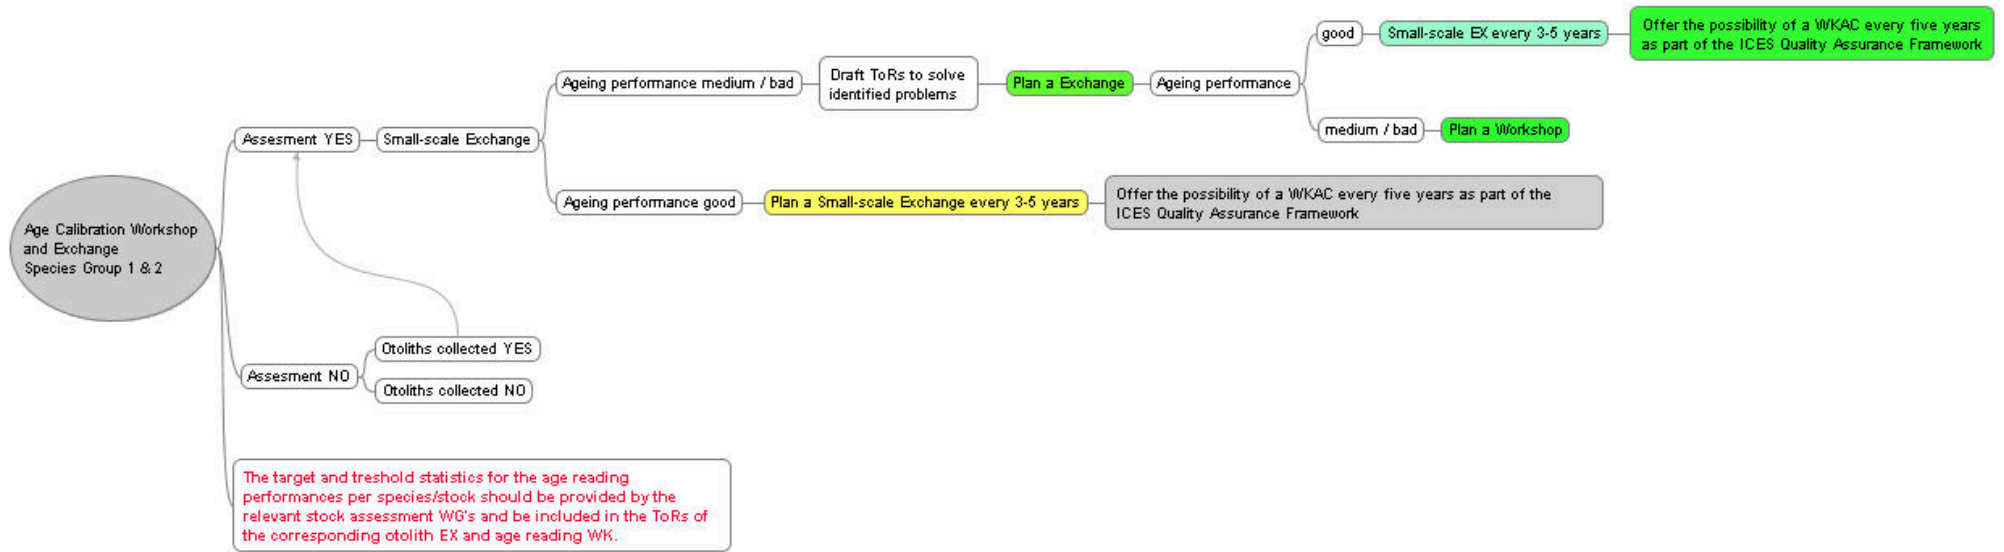 Age Calibration Workshop
and Exchange
Species Group 1 & 2
Assesment YES
Small-scale Exchange
Ageing performance medium / bad
Draft ToRs to solve
identified problems
Plan a Exchange
Ageing performance
good
Small-scale EX every 3-5 years
Offer the possibility of a WKAC every five years
as part of the ICES Quality Assurance Framework
medium / bad
Plan a Workshop
Ageing performance good
Plan a Small-scale Exchange every 3-5 years
Offer the possibility of a WKAC every five years as part of the
ICES Quality Assurance Framework
Assesment NO
Otoliths collected YES
Otoliths collected NO
The target and treshold statistics for the age reading
performances per species/stock should be provided by the
relevant stock assessment WG's and be included in the ToRs of
the corresponding otolith EX and age reading WK.